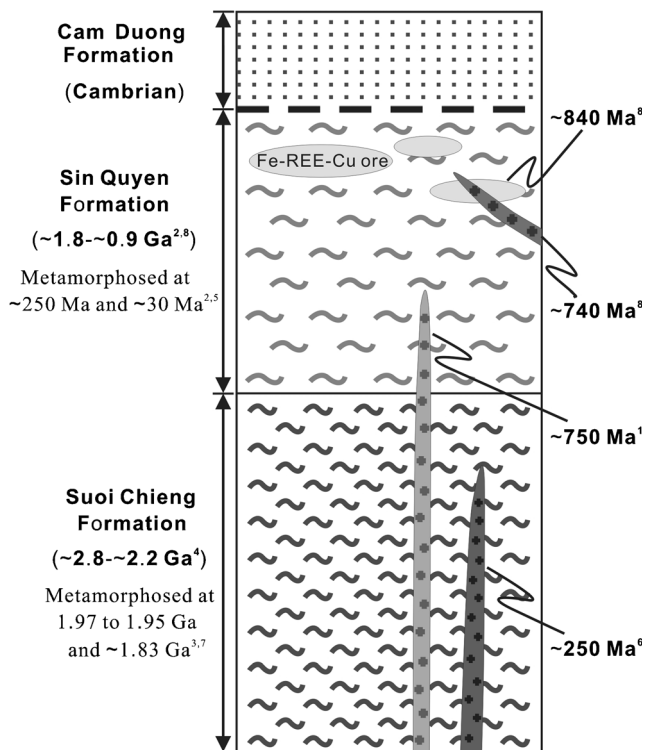 Cam Duong
Formation
(Cambrian)
~840 Ma⁸
Fe-REE-Cu ore
Sin Quyen
Formation
(~1.8-~0.9 Ga²·⁸)
Metamorphosed at
~250 Ma and ~30 Ma²,⁵
~740 Ma⁸
~750 Ma¹
Suoi Chieng
Formation
(~2.8-~2.2 Ga⁴)
Metamorphosed at
1.97 to 1.95 Ga
and ~1.83 Ga³,⁷
~250 Ma⁶